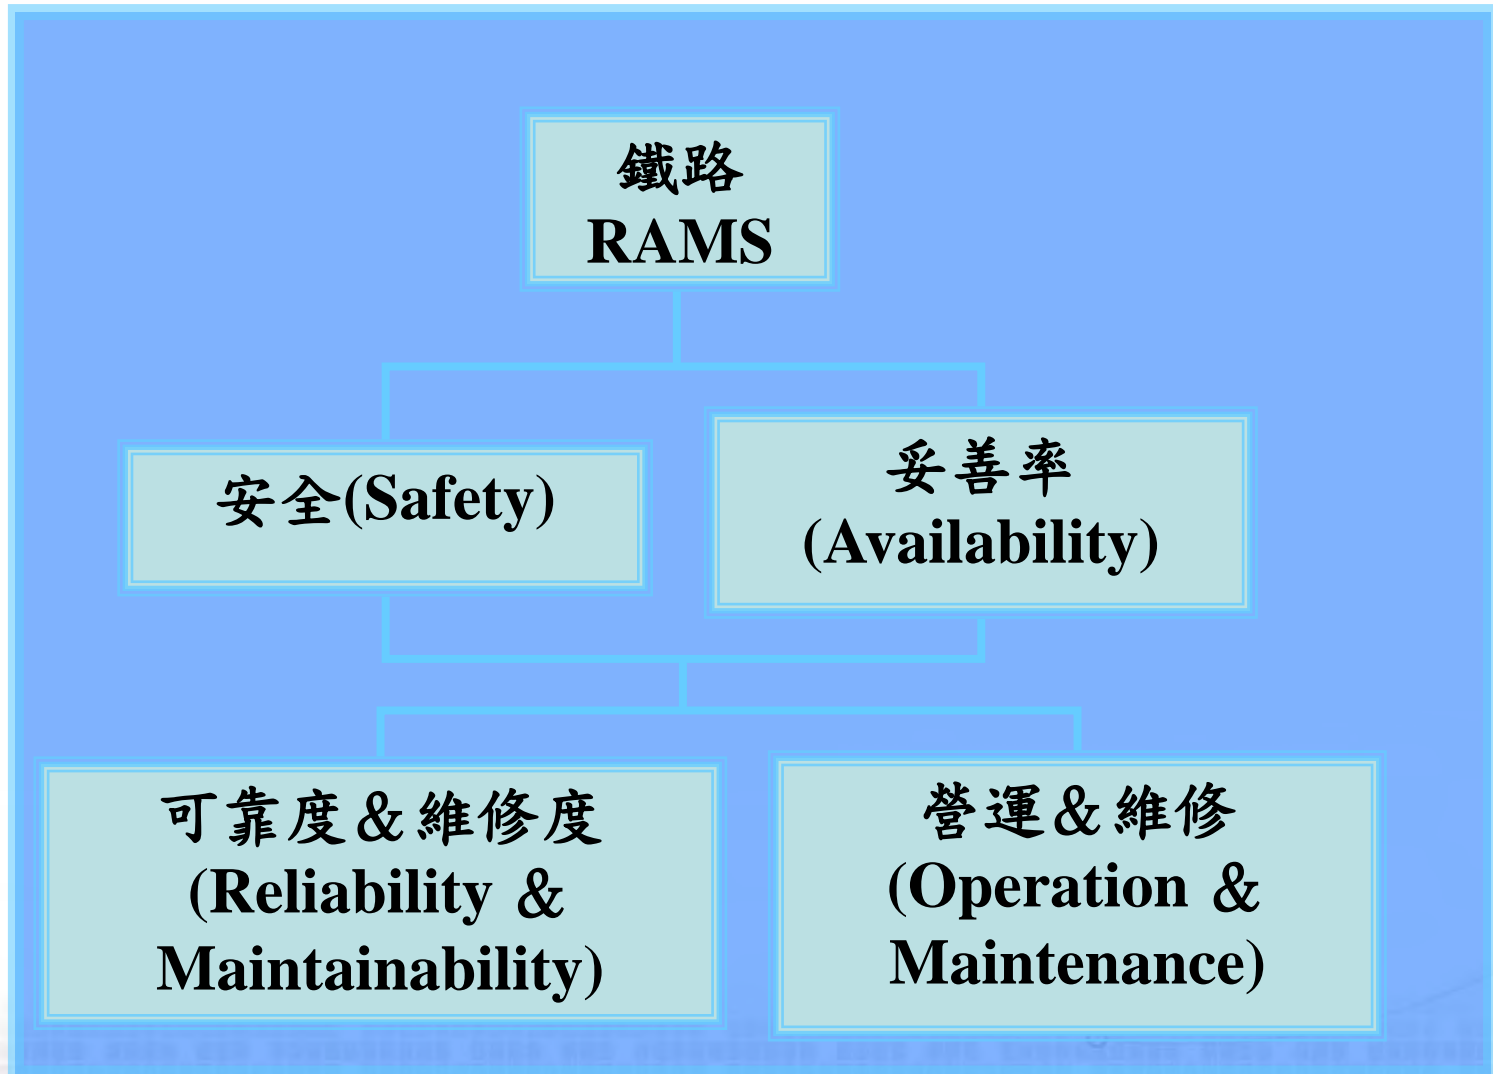 鐵路
RAMS
安全(Safety)
妥善率
(Availability)
可靠度&維修度
(Reliability &
Maintainability)
營運&維修
(Operation &
Maintenance)